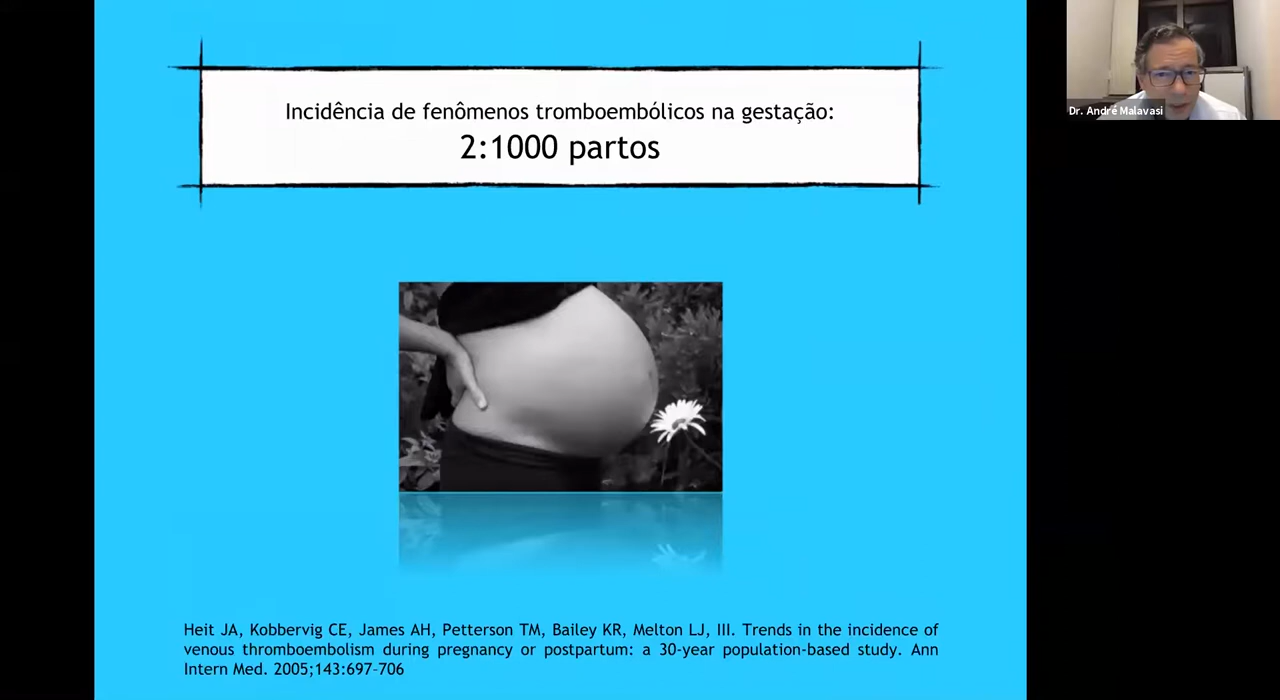 Incidência de fenômenos tromboembólicos na gestação:
2:1000 partos
Dr. André Malavasi
Heit JA, Kobbervig CE, James AH, Petterson TM, Bailey KR, Melton LJ, III. Trends in the incidence of
venous thromboembolism during pregnancy or postpartum: a 30-year population-based study. Ann
Intern Med. 2005;143:697–706